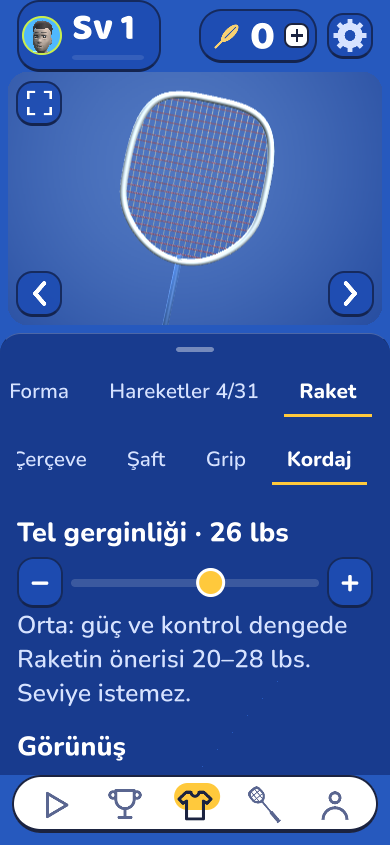 Sv 1
0
Forma Hareketler 4/31 Raket
Çerçeve Şaft Grip Kordaj
Tel gerginliği · 26 lbs
Orta: güç ve kontrol dengede
Raketin önerisi 20–28 lbs.
Seviye istemez.
Görünüş